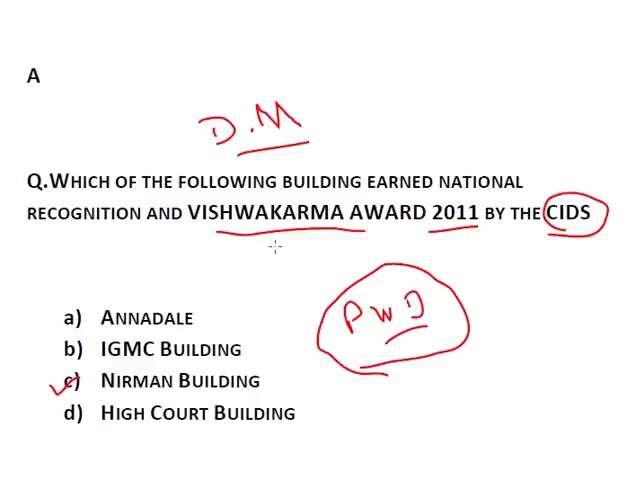 A
D.M
Q.WHICH OF THE FOLLOWING BUILDING EARNED NATIONAL
RECOGNITION AND VISHWAKARMA AWARD 2011 BY THE CIDS
PWD
a) ANNADALE
b) IGMC BUILDING
c) NIRMAN BUILDING
d) HIGH COURT BUILDING